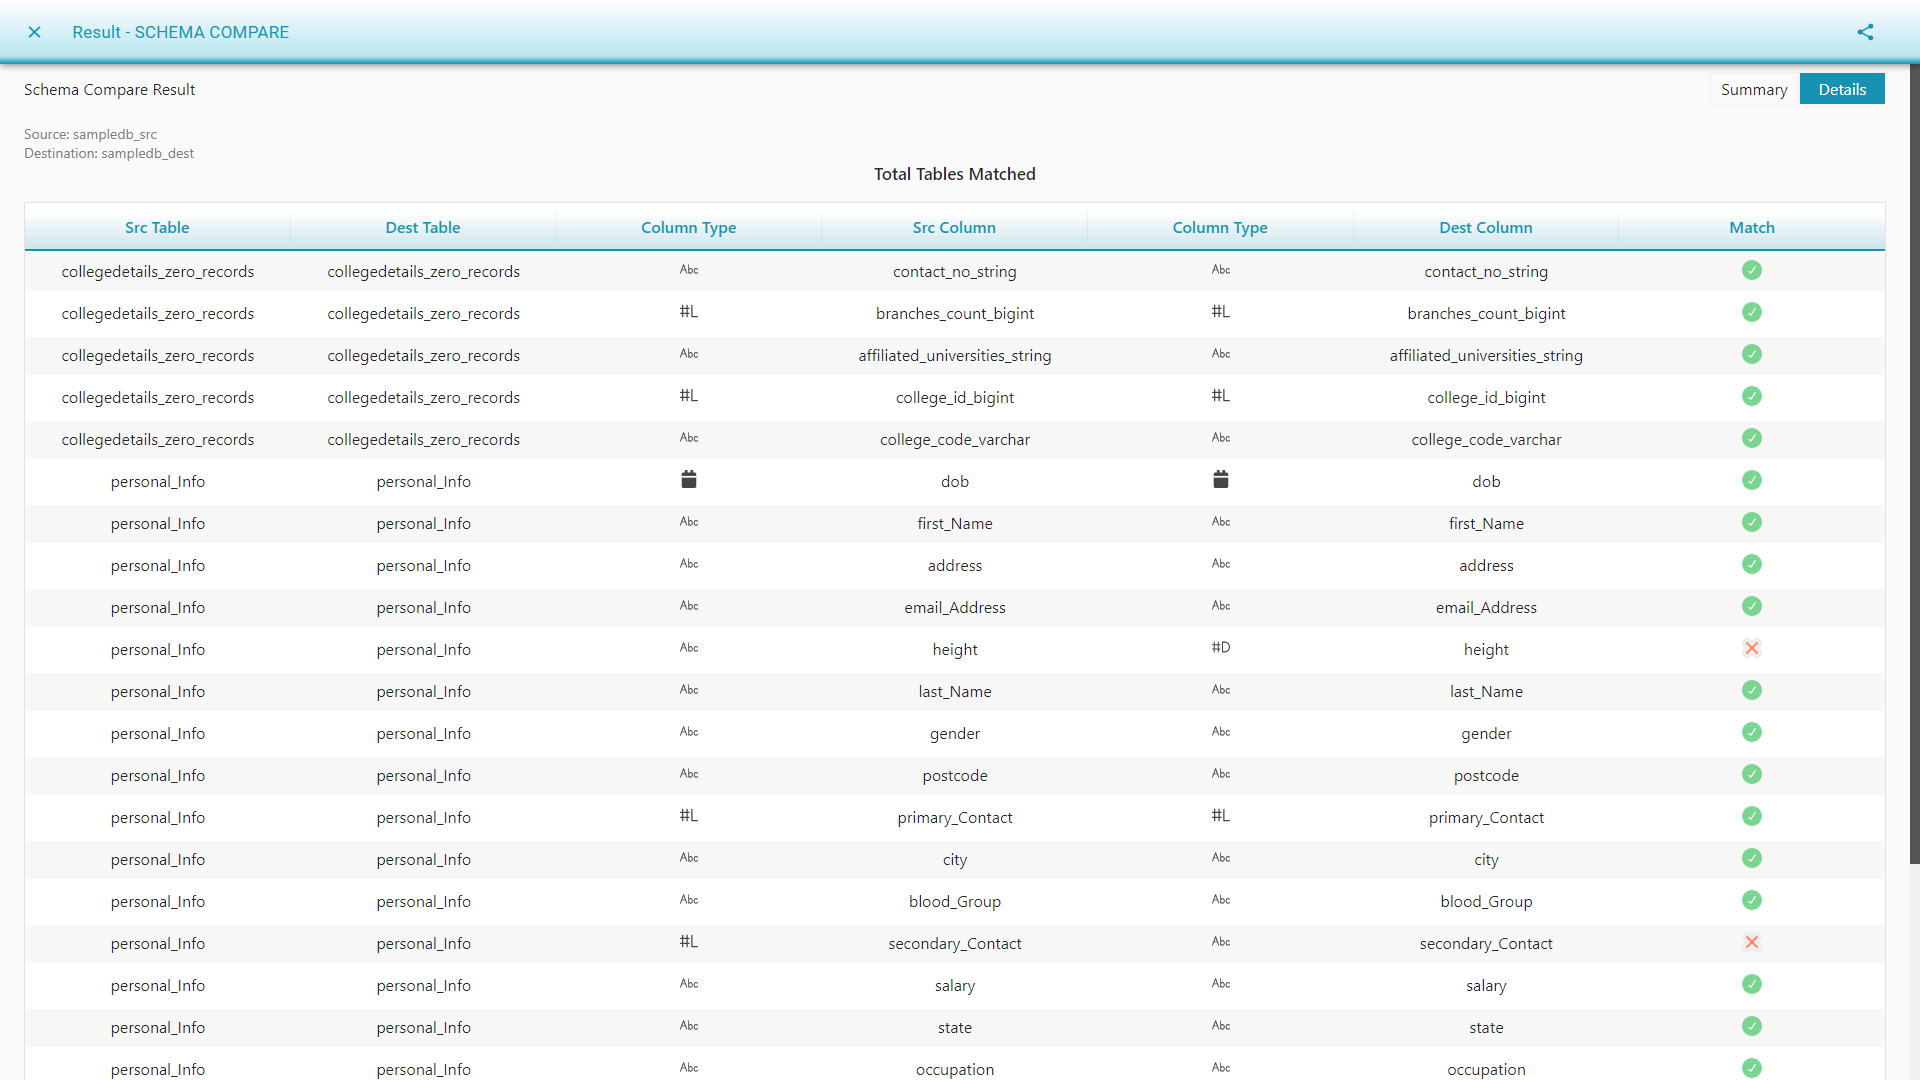 Result - SCHEMA COMPARE
Schema Compare Result
Summary Details
Source: sampledb_src
Destination: sampledb_dest
Total Tables Matched
Src Table Dest Table Column Type Src Column Column Type Dest Column Match
collegedetails_zero_records collegedetails_zero_records Abc contact_no_string Abc contact_no_string
collegedetails_zero_records collegedetails_zero_records #L branches_count_bigint #L branches_count_bigint
collegedetails_zero_records collegedetails_zero_records Abc affiliated_universities_string Abc affiliated_universities_string
collegedetails_zero_records collegedetails_zero_records #L college_id_bigint #L college_id_bigint
collegedetails_zero_records collegedetails_zero_records Abc college_code_varchar Abc college_code_varchar
personal_Info personal_Info dob dob
personal_Info personal_Info Abc first_Name Abc first_Name
personal_Info personal_Info Abc address Abc address
personal_Info personal_Info Abc email_Address Abc email_Address
personal_Info personal_Info Abc height #D height
personal_Info personal_Info Abc last_Name Abc last_Name
personal_Info personal_Info Abc gender Abc gender
personal_Info personal_Info Abc postcode Abc postcode
personal_Info personal_Info #L primary_Contact #L primary_Contact
personal_Info personal_Info Abc city Abc city
personal_Info personal_Info Abc blood_Group Abc blood_Group
personal_Info personal_Info #L secondary_Contact Abc secondary_Contact
personal_Info personal_Info Abc salary Abc salary
personal_Info personal_Info Abc state Abc state
personal_Info personal_Info Abc occupation Abc occupation